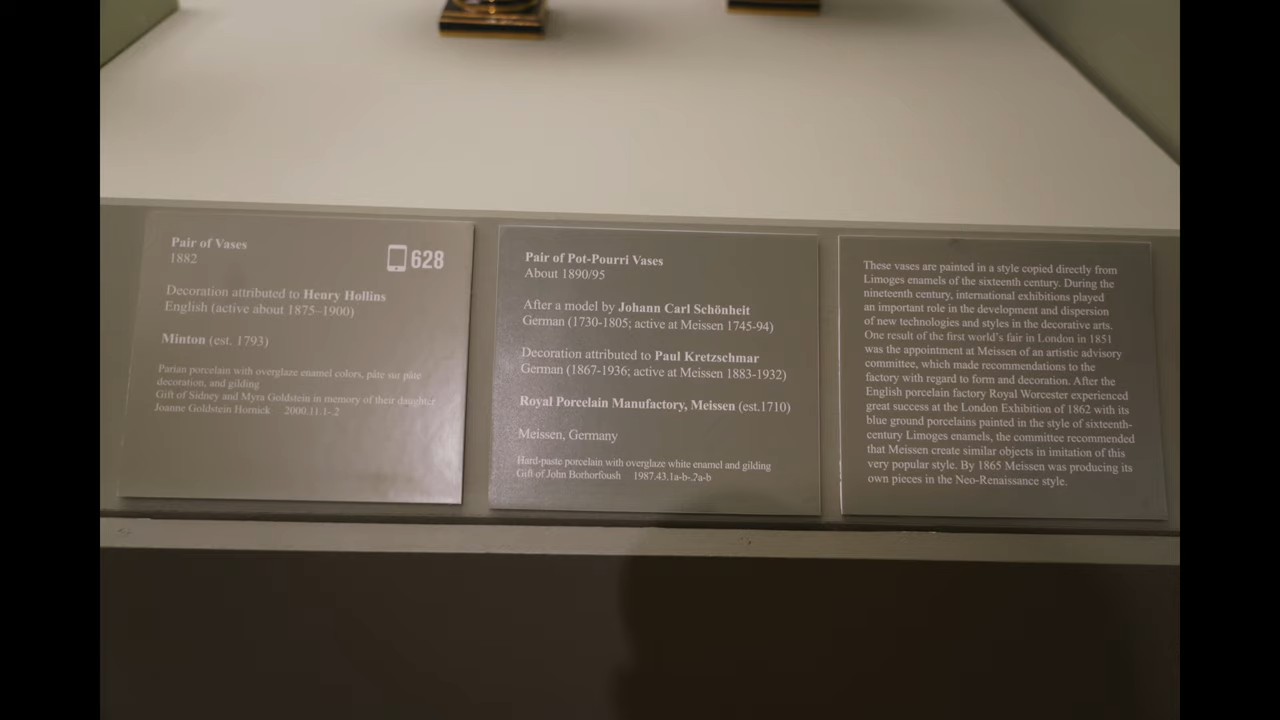 Pair of Vases
1882
628
Decoration attributed to Henry Hollins
English (active about 1875–1900)
Minton (est. 1793)
Parian porcelain with overglaze enamel colors, pâte sur pâte
decoration, and gilding
Gift of Sidney and Myra Goldstein in memory of their daughter
Joanne Goldstein Hornick 2000.11.1-.2
Pair of Pot-Pourri Vases
About 1890/95
After a model by Johann Carl Schönheit
German (1730-1805; active at Meissen 1745-94)
Decoration attributed to Paul Kretzschmar
German (1867-1936; active at Meissen 1883-1932)
Royal Porcelain Manufactory, Meissen (est.1710)
Meissen, Germany
Hard-paste porcelain with overglaze white enamel and gilding
Gift of John Borhorfoush 1987.43.1a-b-.2a-b
These vases are painted in a style copied directly from
Limoges enamels of the sixteenth century. During the
nineteenth century, international exhibitions played
an important role in the development and dispersion
of new technologies and styles in the decorative arts.
One result of the first world's fair in London in 1851
was the appointment at Meissen of an artistic advisory
committee, which made recommendations to the
factory with regard to form and decoration. After the
English porcelain factory Royal Worcester experienced
great success at the London Exhibition of 1862 with its
blue ground porcelains painted in the style of sixteenth-
century Limoges enamels, the committee recommended
that Meissen create similar objects in imitation of this
very popular style. By 1865 Meissen was producing its
own pieces in the Neo-Renaissance style.